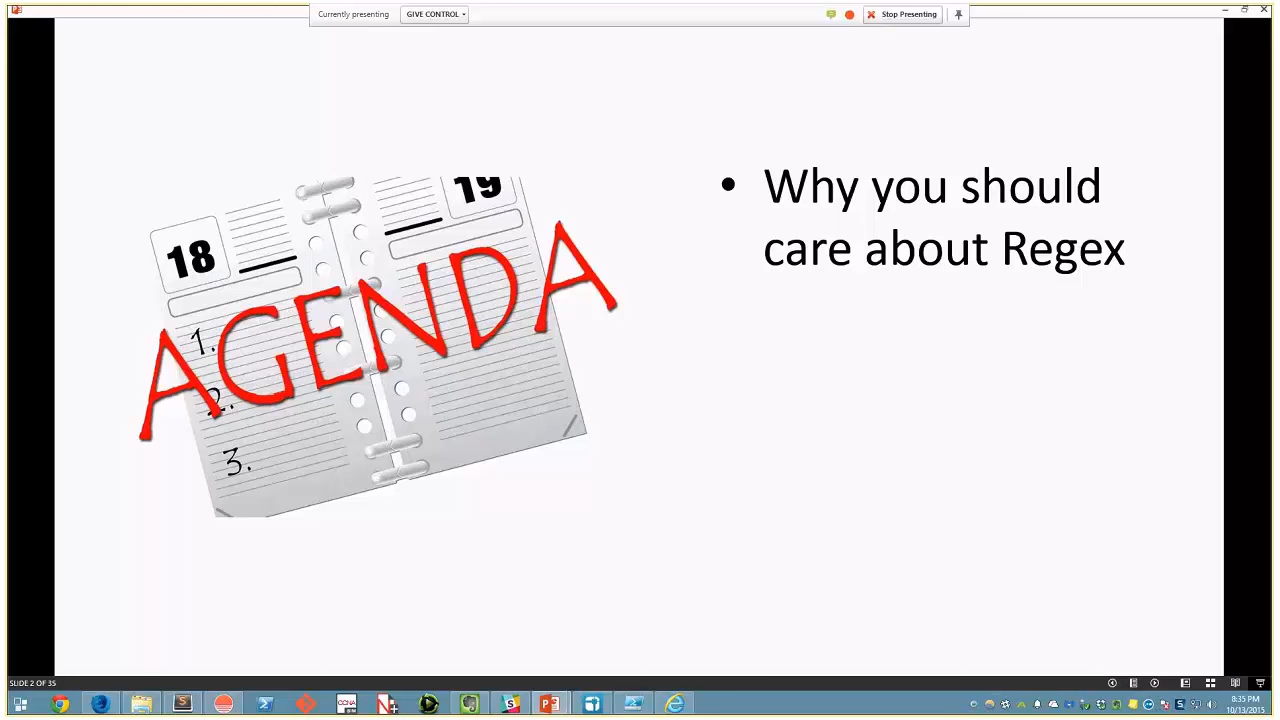 Currently presenting
GIVE CONTROL
Stop Presenting
19
18
AGENDA
1.
2.
3.
• Why you should
care about Regex
SLIDE 2 OF 35
CCNA
8:35 PM
10/13/2015